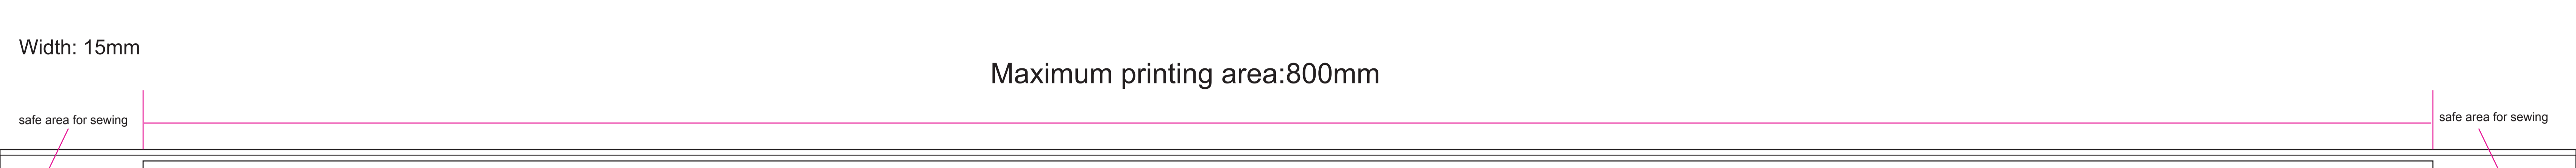 Width: 15mm
Maximum printing area:800mm
safe area for sewing
safe area for sewing